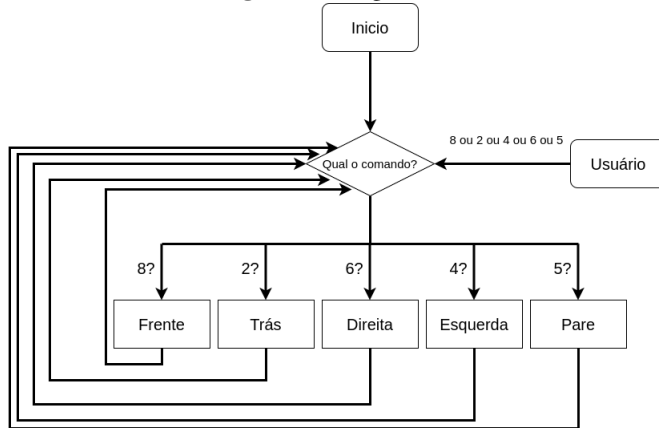 Inicio
8 ou 2 ou 4 ou 6 ou 5
Qual o comando?
Usuário
8?
2?
6?
4?
5?
Frente
Trás
Direita
Esquerda
Pare